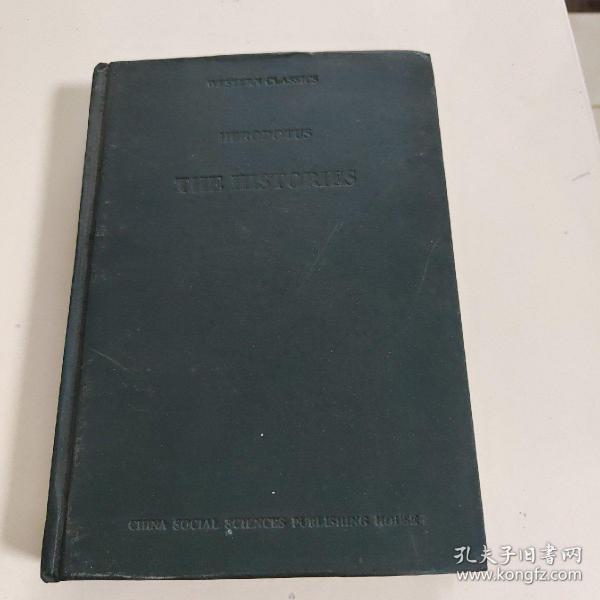 WESTERN CLASSICS
HERODOTUS
THE HISTORIES
CHINA SOCIAL SCIENCES PUBLISHING HOUSE
孔夫子旧书网
www.kongfz.com